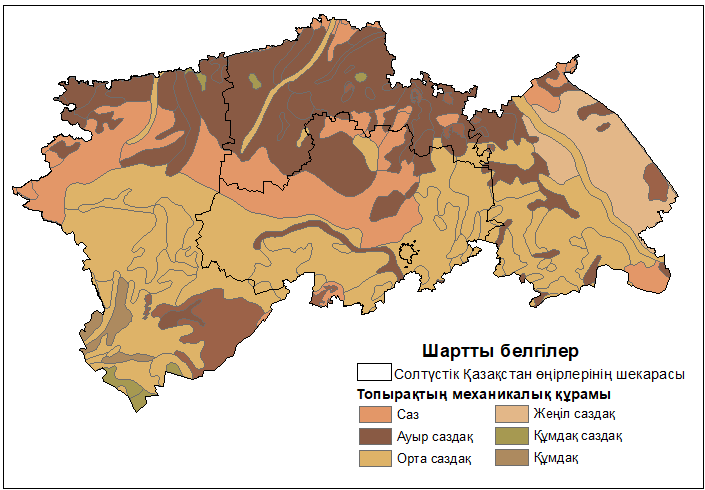 Шартты белгілер
Солтүстік Қазақстан өңірлерінің шекарасы
Топырақтың механикалық құрамы
Саз
Ауыр саздақ
Орта саздақ
Жеңіл саздақ
Құмдақ саздақ
Құмдақ